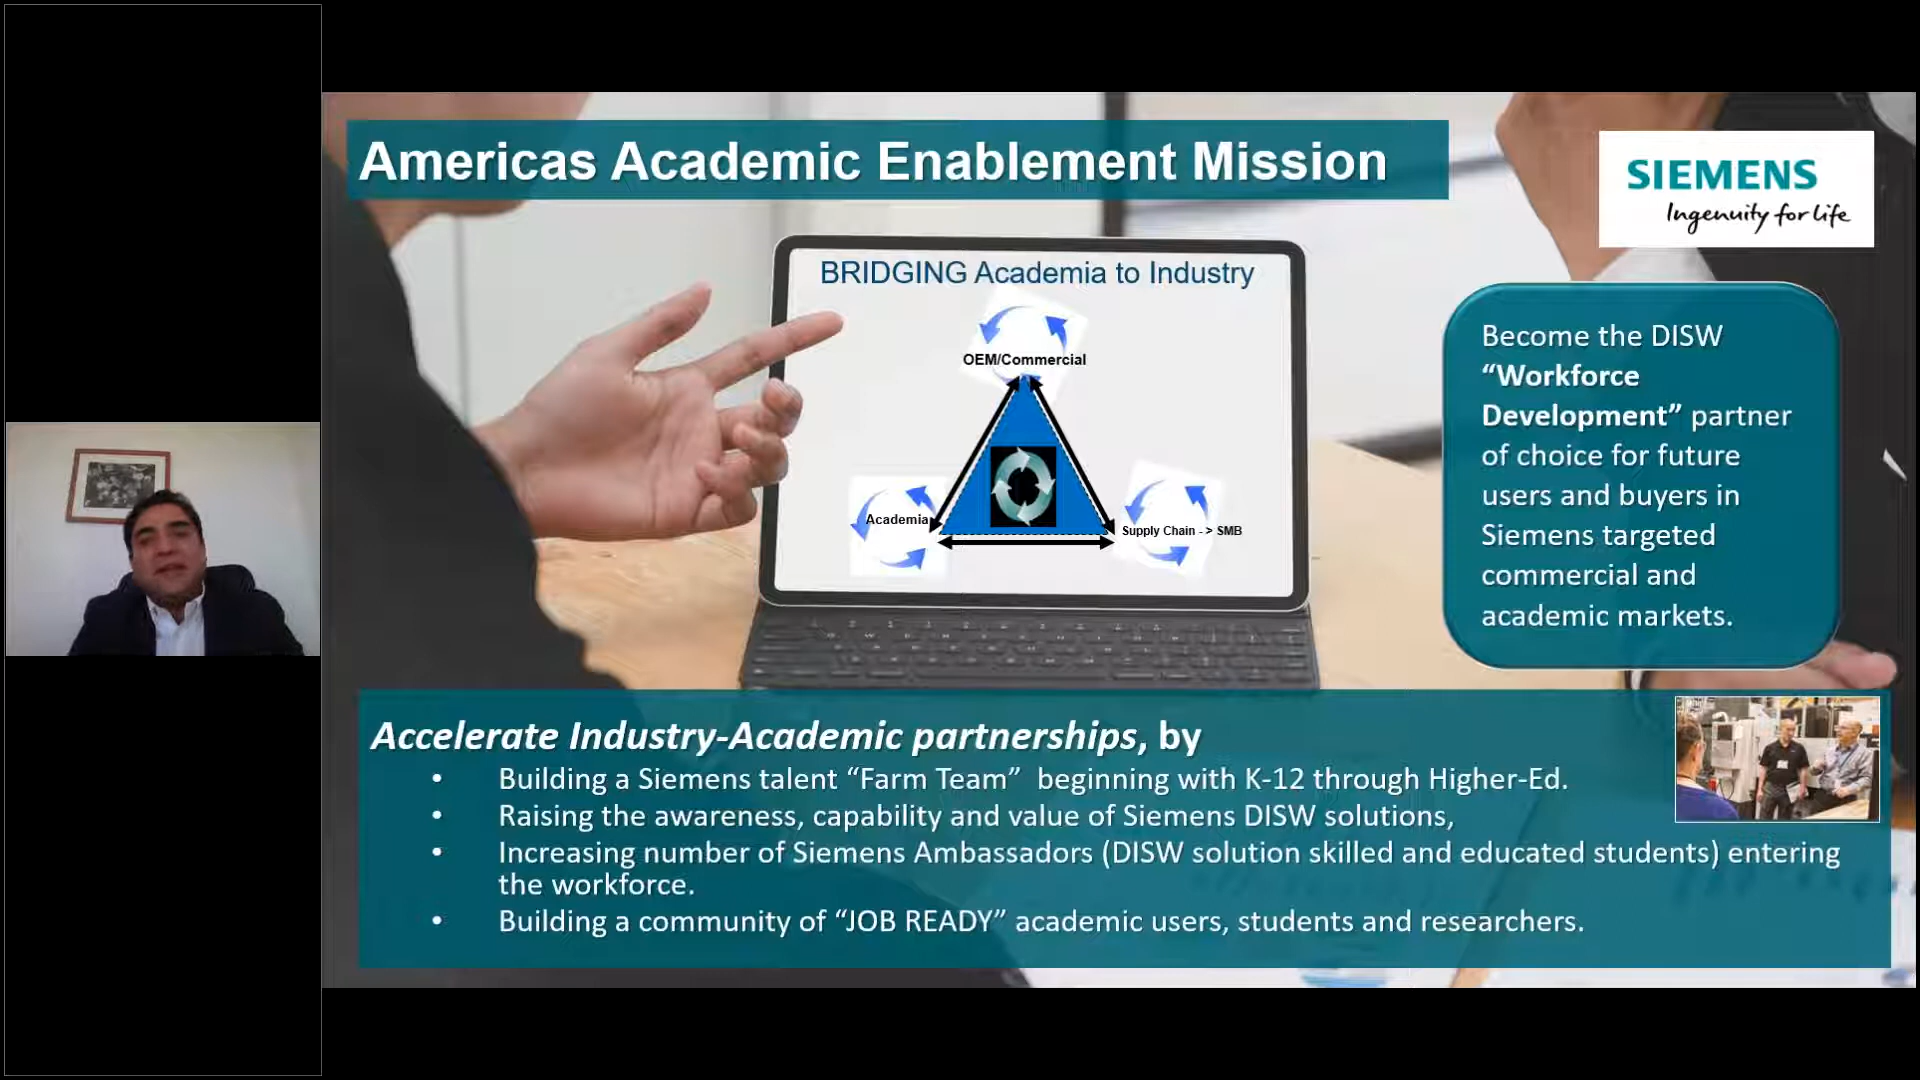 Americas Academic Enablement Mission
SIEMENS
Ingenuity for life
BRIDGING Academia to Industry
OEM/Commercial
Academia
Supply Chain - > SMB
Become the DISW
“Workforce
Development” partner
of choice for future
users and buyers in
Siemens targeted
commercial and
academic markets.
Accelerate Industry-Academic partnerships, by
• Building a Siemens talent “Farm Team” beginning with K-12 through Higher-Ed.
• Raising the awareness, capability and value of Siemens DISW solutions,
• Increasing number of Siemens Ambassadors (DISW solution skilled and educated students) entering
the workforce.
• Building a community of “JOB READY” academic users, students and researchers.